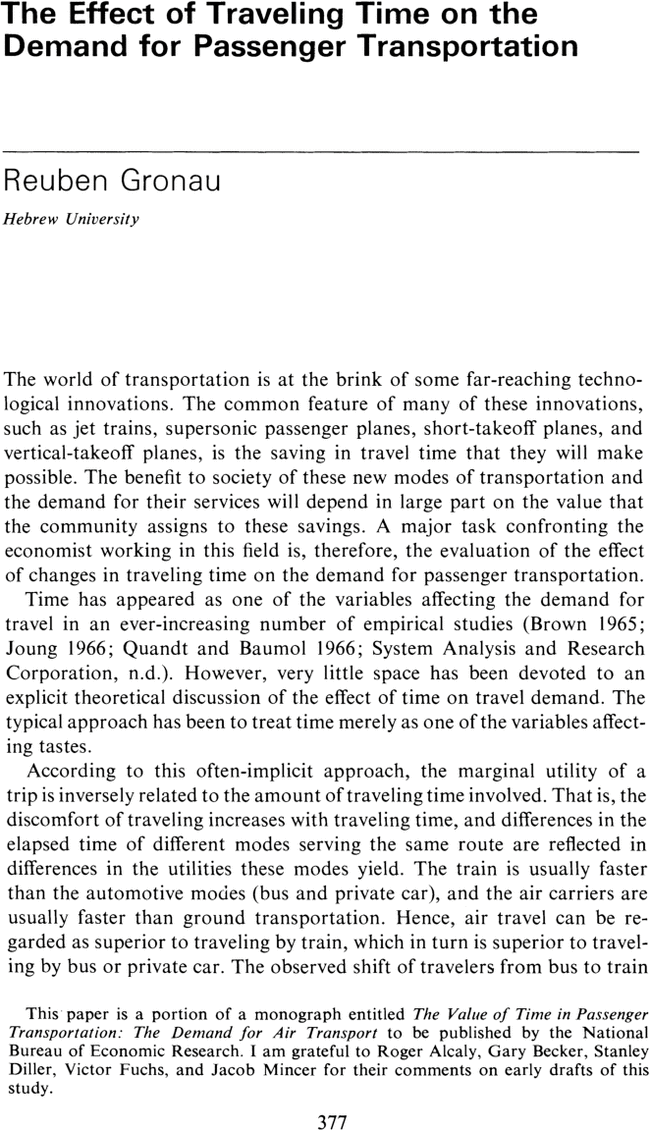 The Effect of Traveling Time on the
Demand for Passenger Transportation
Reuben Gronau
Hebrew University
The world of transportation is at the brink of some far-reaching techno-
logical innovations. The common feature of many of these innovations,
such as jet trains, supersonic passenger planes, short-takeoff planes, and
vertical-takeoff planes, is the saving in travel time that they will make
possible. The benefit to society of these new modes of transportation and
the demand for their services will depend in large part on the value that
the community assigns to these savings. A major task confronting the
economist working in this field is, therefore, the evaluation of the effect
of changes in traveling time on the demand for passenger transportation.
Time has appeared as one of the variables affecting the demand for
travel in an ever-increasing number of empirical studies (Brown 1965;
Joung 1966; Quandt and Baumol 1966; System Analysis and Research
Corporation, n.d.). However, very little space has been devoted to an
explicit theoretical discussion of the effect of time on travel demand. The
typical approach has been to treat time merely as one of the variables affect-
ing tastes.
According to this often-implicit approach, the marginal utility of a
trip is inversely related to the amount of traveling time involved. That is, the
discomfort of traveling increases with traveling time, and differences in the
elapsed time of different modes serving the same route are reflected in
differences in the utilities these modes yield. The train is usually faster
than the automotive modes (bus and private car), and the air carriers are
usually faster than ground transportation. Hence, air travel can be re-
garded as superior to traveling by train, which in turn is superior to travel-
ing by bus or private car. The observed shift of travelers from bus to train
This paper is a portion of a monograph entitled The Value of Time in Passenger
Transportation: The Demand for Air Transport to be published by the National
Bureau of Economic Research. I am grateful to Roger Alcaly, Gary Becker, Stanley
Diller, Victor Fuchs, and Jacob Mincer for their comments on early drafts of this
study.
377